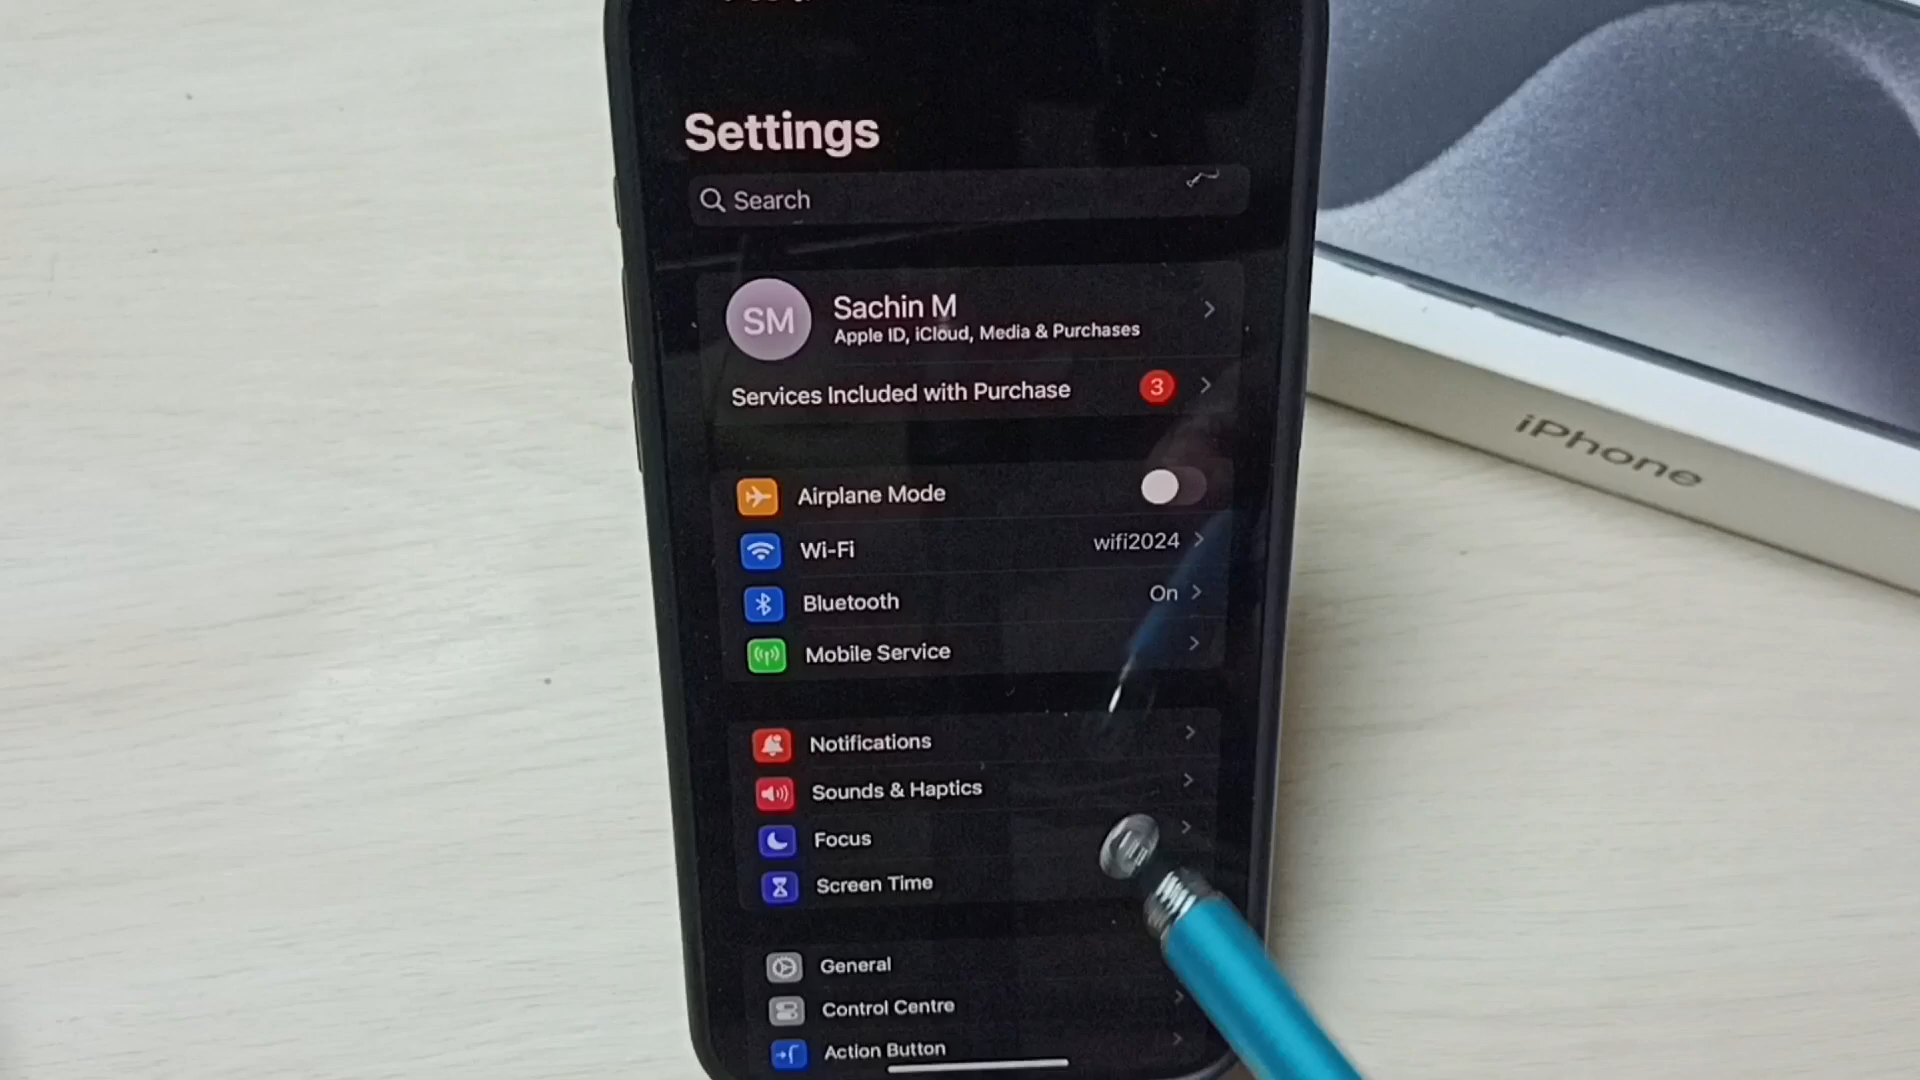 Settings
Search
SM
Sachin M
Apple ID, iCloud, Media & Purchases
Services Included with Purchase 3
Airplane Mode
Wi-Fi wifi2024
Bluetooth On
Mobile Service
Notifications
Sounds & Haptics
Focus
Screen Time
General
Control Centre
Action Button
iPhone